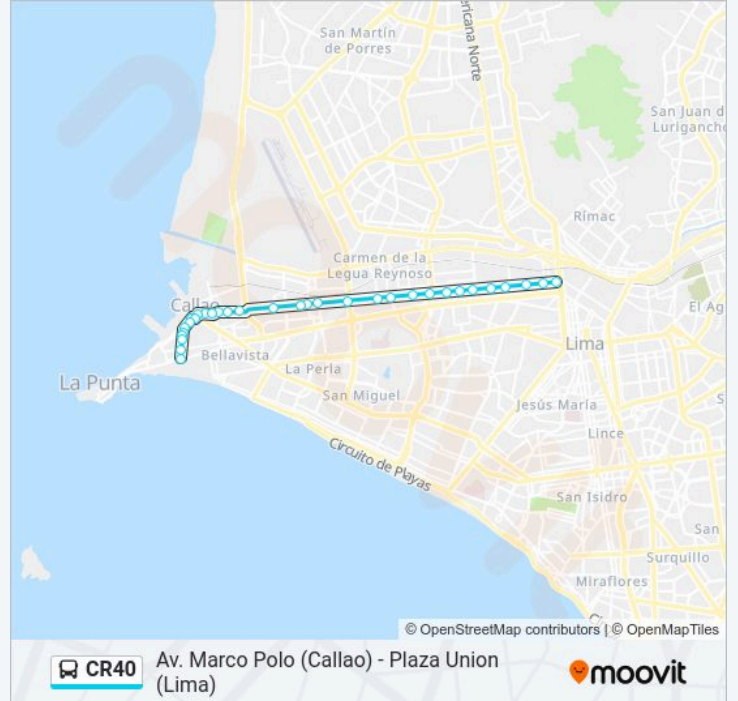 San Martín
de Porres
ricana Norte
San Juan d
Lurigancho
Rímac
Carmen de la
Legua Reynoso
Callao
El Ag
Bellavista
Lima
La Perla
La Punta
San Miguel
Jesús María
Lince
Circuito de Playas
San Isidro
San
Surquillo
Miraflores
© OpenStreetMap contributors | © OpenMapTiles
CR40
Av. Marco Polo (Callao) - Plaza Union
(Lima)
moovit